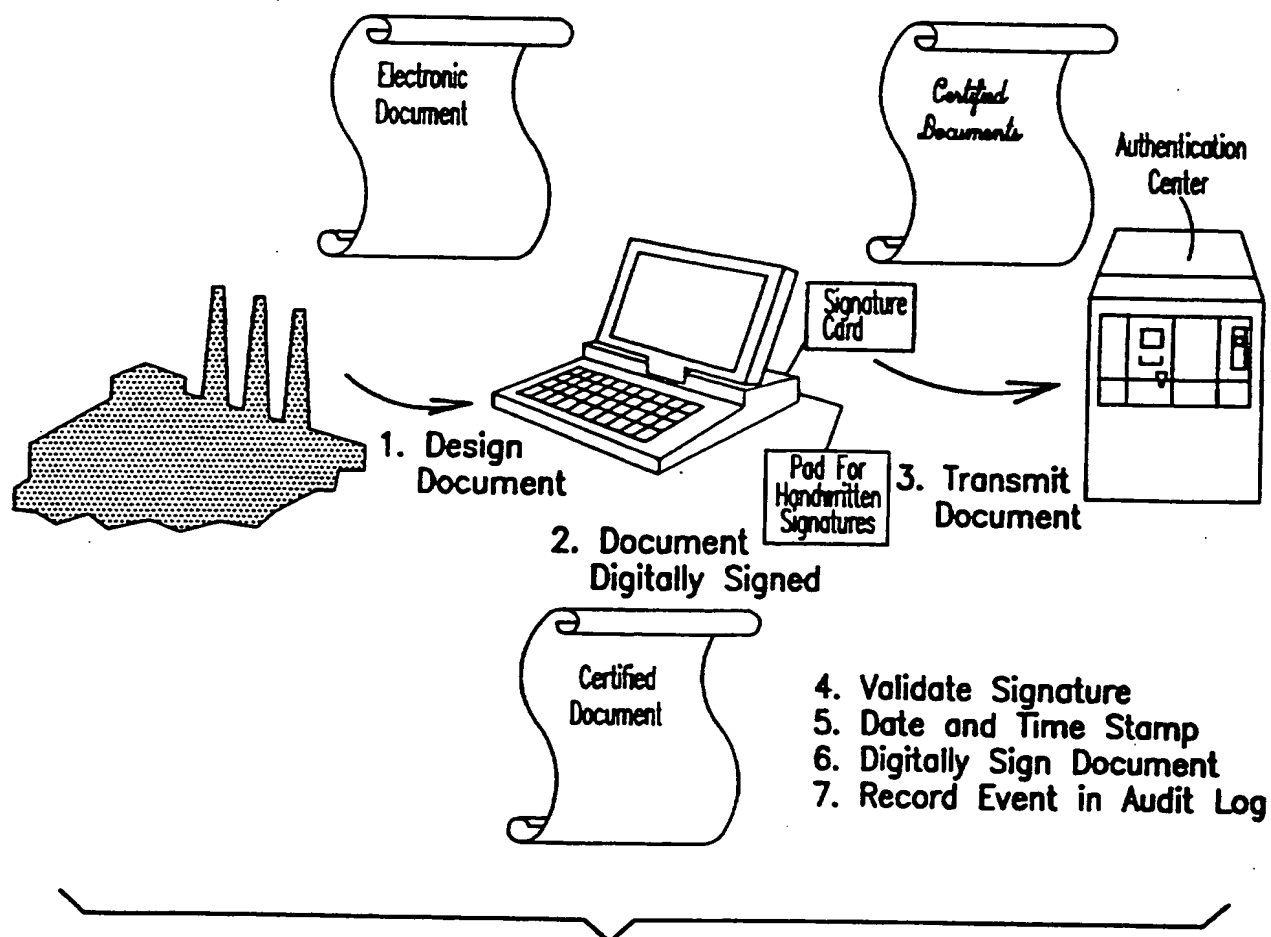 Electronic
Document
Certified
Documents
Authentication
Center
Signature
Card
1. Design
Document
Pad For
Handwritten
Signatures
3. Transmit
Document
2. Document
Digitally Signed
Certified
Document
4. Validate Signature
5. Date and Time Stamp
6. Digitally Sign Document
7. Record Event in Audit Log